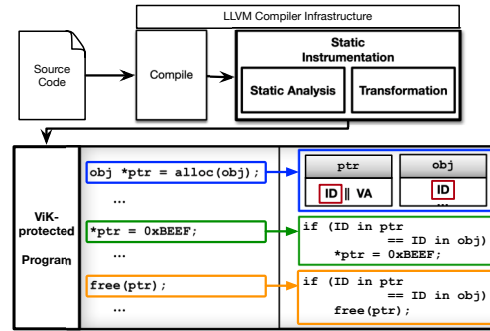 LLVM Compiler Infrastructure
Source
Code
Compile
Static
Instrumentation
Static Analysis
Transformation
ViK-
protected
Program
obj *ptr = alloc(obj);
...
*ptr = 0xBEEF;
...
free(ptr);
...
ptr
obj
ID || VA
ID
...
if (ID in ptr
== ID in obj)
*ptr = 0xBEEF;
if (ID in ptr
== ID in obj)
free(ptr);